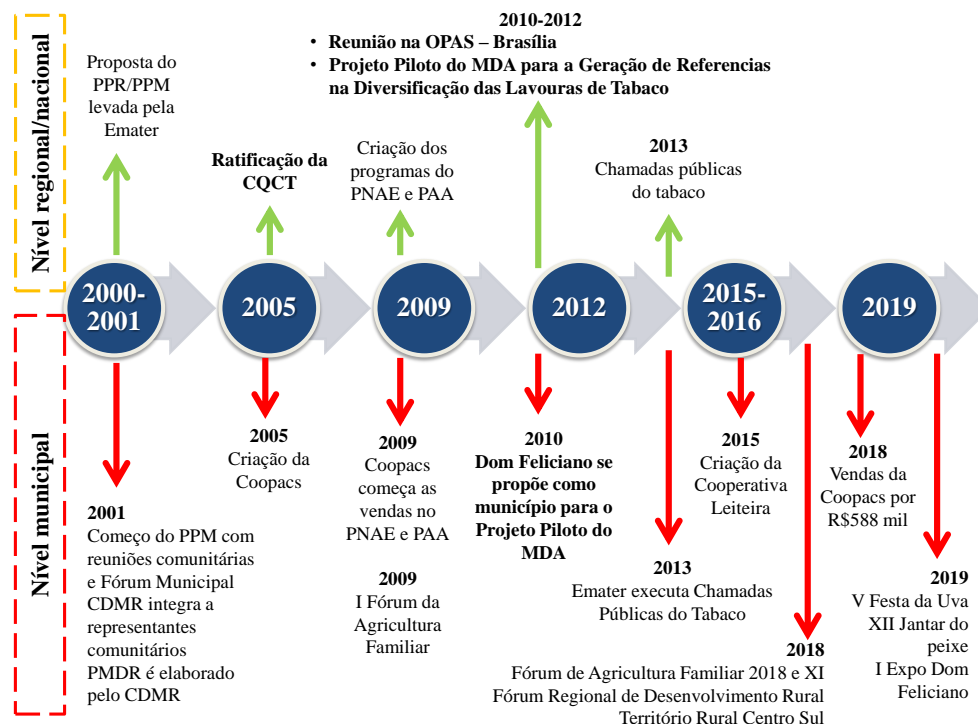 Nível regional/nacional
Proposta do
PPR/PPM
levada pela
Emater
Ratificação da
CQCT
Criação dos
programas do
PNAE e PAA
2010-2012
• Reunião na OPAS – Brasília
• Projeto Piloto do MDA para a Geração de Referencias
na Diversificação das Lavouras de Tabaco
2013
Chamadas públicas
do tabaco
2000-
2001
2005
2009
2012
2015-
2016
2019
Nível municipal
2001
Começo do PPM com
reuniões comunitárias
e Fórum Municipal
CDMR integra a
representantes
comunitários
PMDR é elaborado
pelo CDMR
2005
Criação da
Coopacs
2009
Coopacs
começa as
vendas no
PNAE e PAA
2009
I Fórum da
Agricultura
Familiar
2010
Dom Feliciano se
propõe como
município para o
Projeto Piloto do
MDA
2013
Emater executa Chamadas
Públicas do Tabaco
2015
Criação da
Cooperativa
Leiteira
2018
Fórum de Agricultura Familiar 2018 e XI
Fórum Regional de Desenvolvimento Rural
Território Rural Centro Sul
2018
Vendas da
Coopacs por
R$588 mil
2019
V Festa da Uva
XII Jantar do
peixe
I Expo Dom
Feliciano